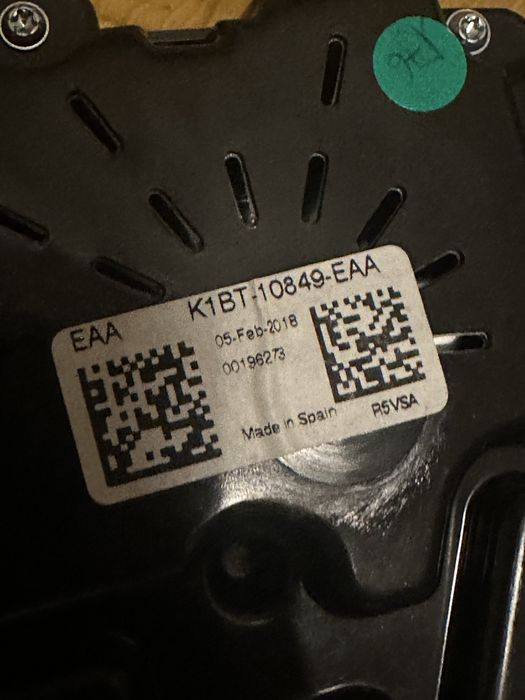 K1BT-10849-EAA
EAA
05-Feb-2018
00196273
Made in Spain
R5VSA